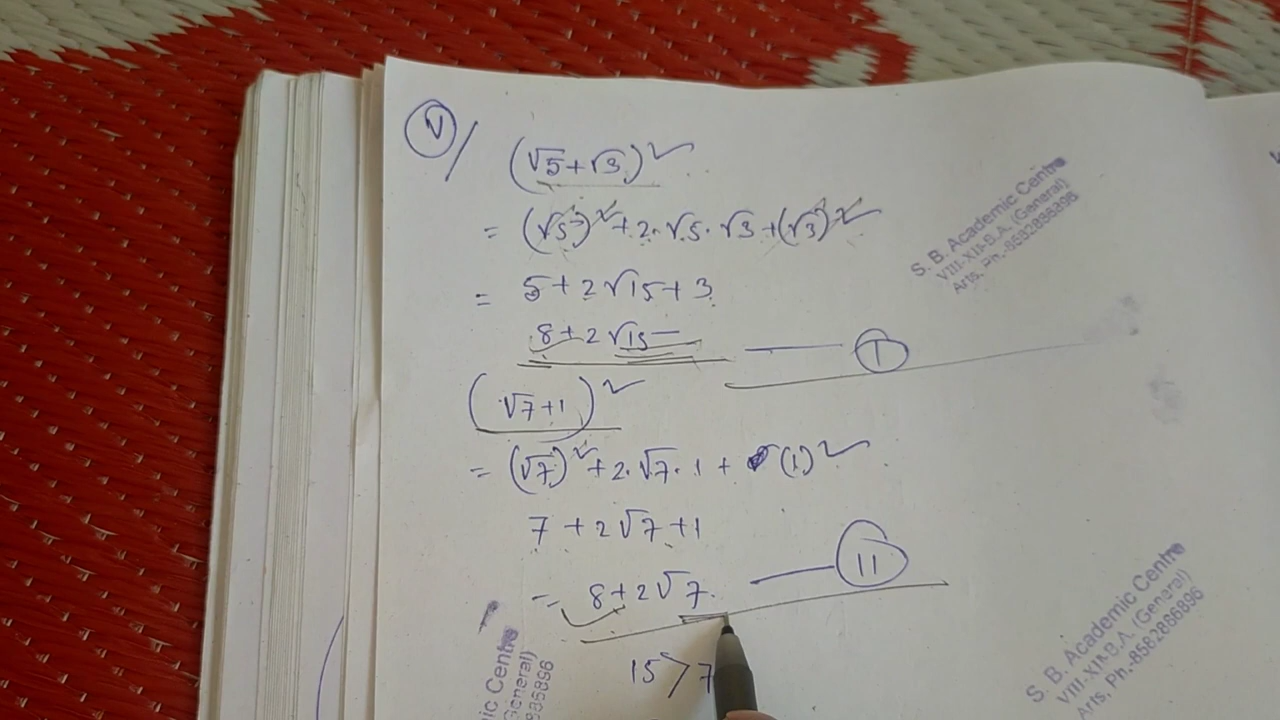 V/
(√5+√3)²
= (√5)²+2.√5.√3+(√3)²
= 5+2√15+3
8+2√15 — I
(√7+1)²
= (√7)²+2.√7.1+(1)²
7+2√7+1
= 8+2√7. — II
15>7
S. B. Academic Centre
VIII-XII-B.A. (General)
Arts, Ph.-8582886896
S. B. Academic Centre
VIII-XII-B.A. (General)
Arts, Ph.-8582886896
Centre
General)